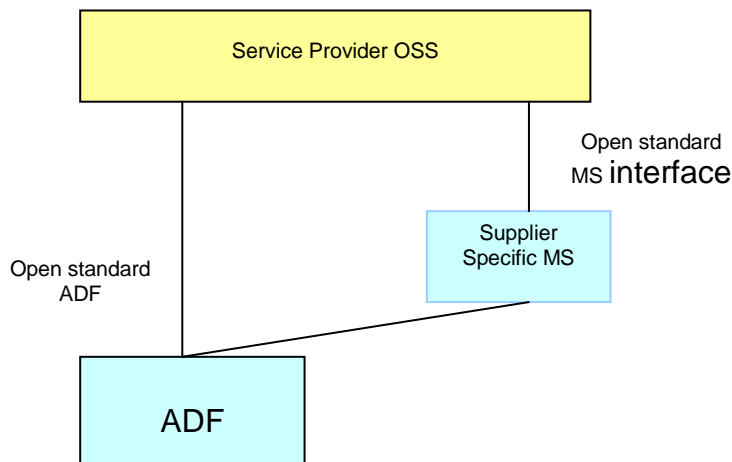 Service Provider OSS
Open standard
MS interface
Supplier
Specific MS
Open standard
ADF
ADF